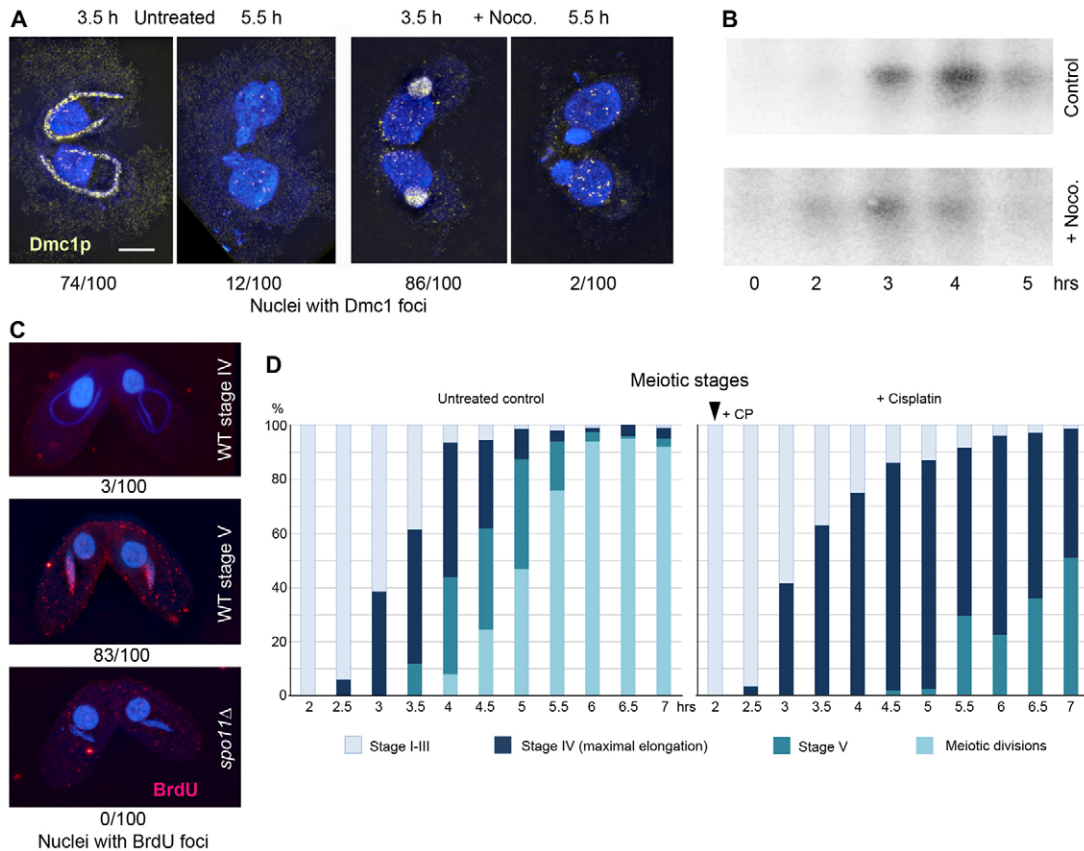 A
3.5 h Untreated 5.5 h
3.5 h + Noco. 5.5 h
Dmc1p
74/100 12/100 86/100 2/100
Nuclei with Dmc1 foci
B
Control
+ Noco.
0 2 3 4 5 hrs
C
WT stage IV
3/100
WT stage V
83/100
spo11Δ
BrdU
0/100
Nuclei with BrdU foci
D
Meiotic stages
Untreated control
+ Cisplatin
%
+ CP
100
80
60
40
20
0
2 2.5 3 3.5 4 4.5 5 5.5 6 6.5 7 hrs 2 2.5 3 3.5 4 4.5 5 5.5 6 6.5 7
Stage I-III Stage IV (maximal elongation) Stage V Meiotic divisions